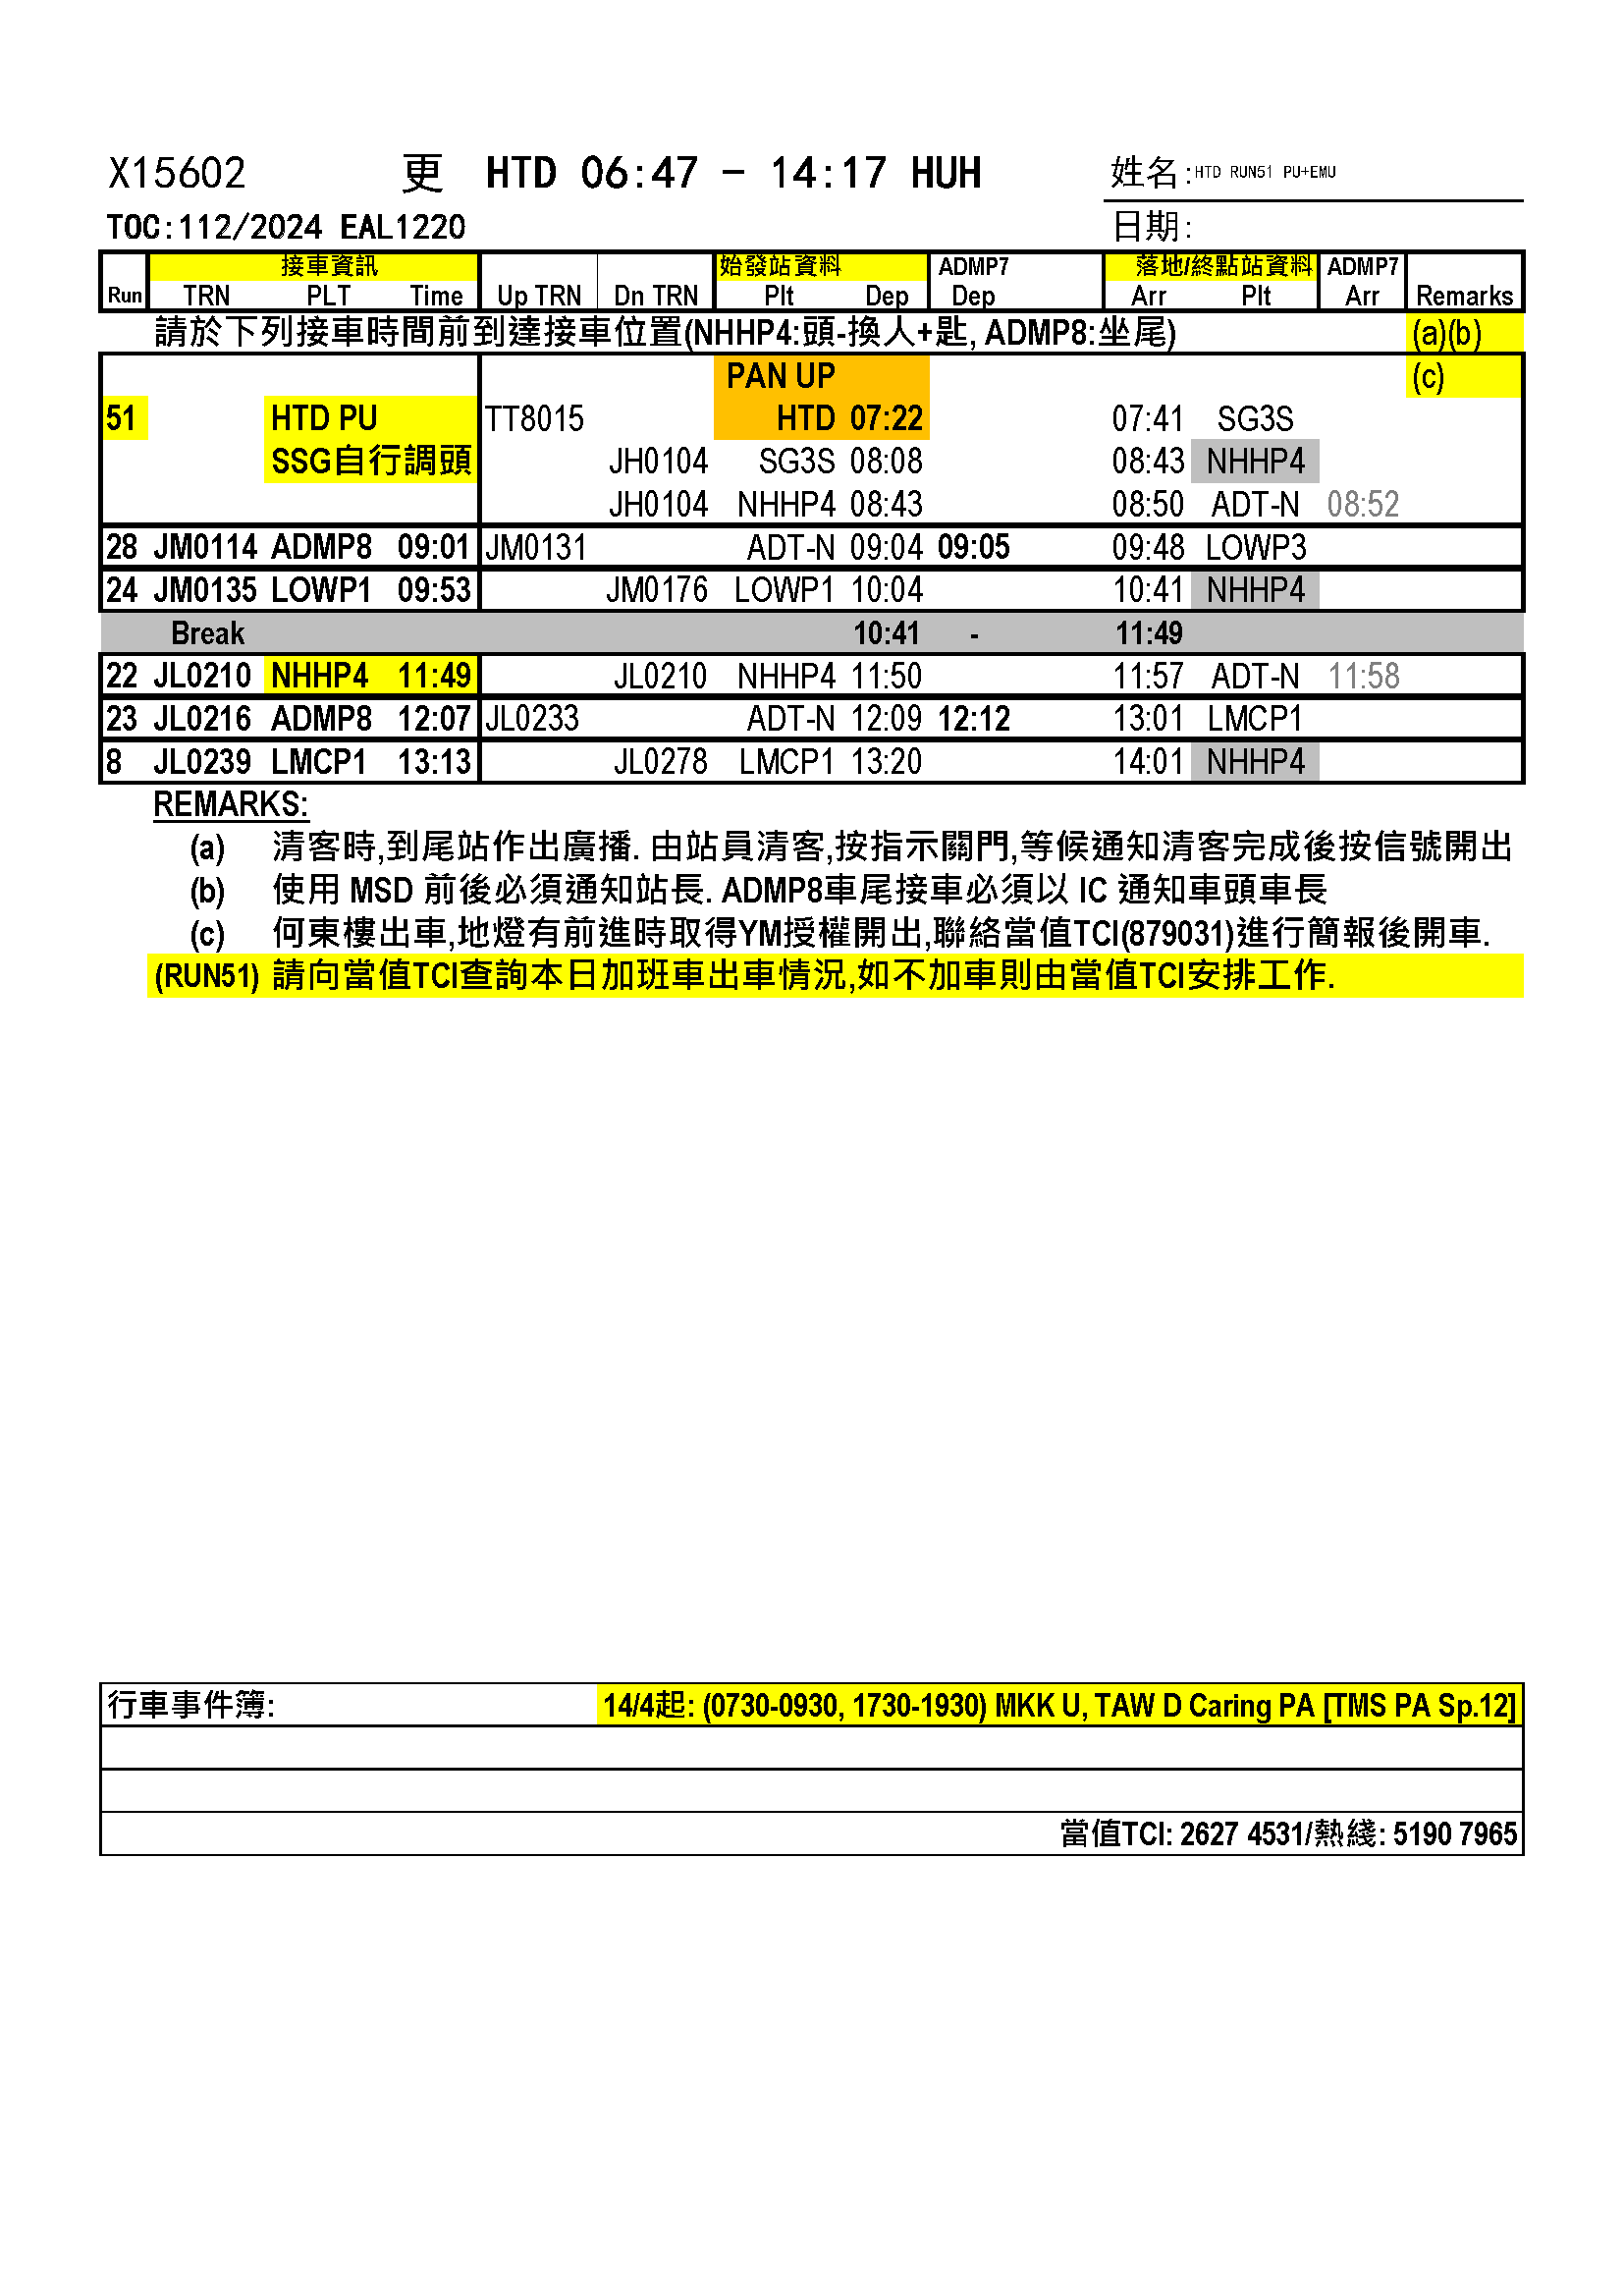 X15602 更 HTD 06:47 - 14:17 HUH 姓名:HTD RUN51 PU+EMU
TOC:112/2024 EAL1220 日期:
接車資訊 始發站資料 ADMP7 落地/終點站資料 ADMP7
Run TRN PLT Time Up TRN Dn TRN Plt Dep Dep Arr Plt Arr Remarks
請於下列接車時間前到達接車位置(NHHP4:頭-換人+匙, ADMP8:坐尾) (a)(b)
PAN UP (c)
51 HTD PU TT8015 HTD 07:22 07:41 SG3S
SSG自行調頭 JH0104 SG3S 08:08 08:43 NHHP4
JH0104 NHHP4 08:43 08:50 ADT-N 08:52
28 JM0114 ADMP8 09:01 JM0131 ADT-N 09:04 09:05 09:48 LOWP3
24 JM0135 LOWP1 09:53 JM0176 LOWP1 10:04 10:41 NHHP4
Break 10:41 - 11:49
22 JL0210 NHHP4 11:49 JL0210 NHHP4 11:50 11:57 ADT-N 11:58
23 JL0216 ADMP8 12:07 JL0233 ADT-N 12:09 12:12 13:01 LMCP1
8 JL0239 LMCP1 13:13 JL0278 LMCP1 13:20 14:01 NHHP4
REMARKS:
(a) 清客時,到尾站作出廣播. 由站員清客,按指示關門,等候通知清客完成後按信號開出
(b) 使用 MSD 前後必須通知站長. ADMP8車尾接車必須以 IC 通知車頭車長
(c) 何東樓出車,地燈有前進時取得YM授權開出,聯絡當值TCI(879031)進行簡報後開車.
(RUN51) 請向當值TCI查詢本日加班車出車情況,如不加車則由當值TCI安排工作.
行車事件簿: 14/4起: (0730-0930, 1730-1930) MKK U, TAW D Caring PA [TMS PA Sp.12]
當值TCI: 2627 4531/熱綫: 5190 7965